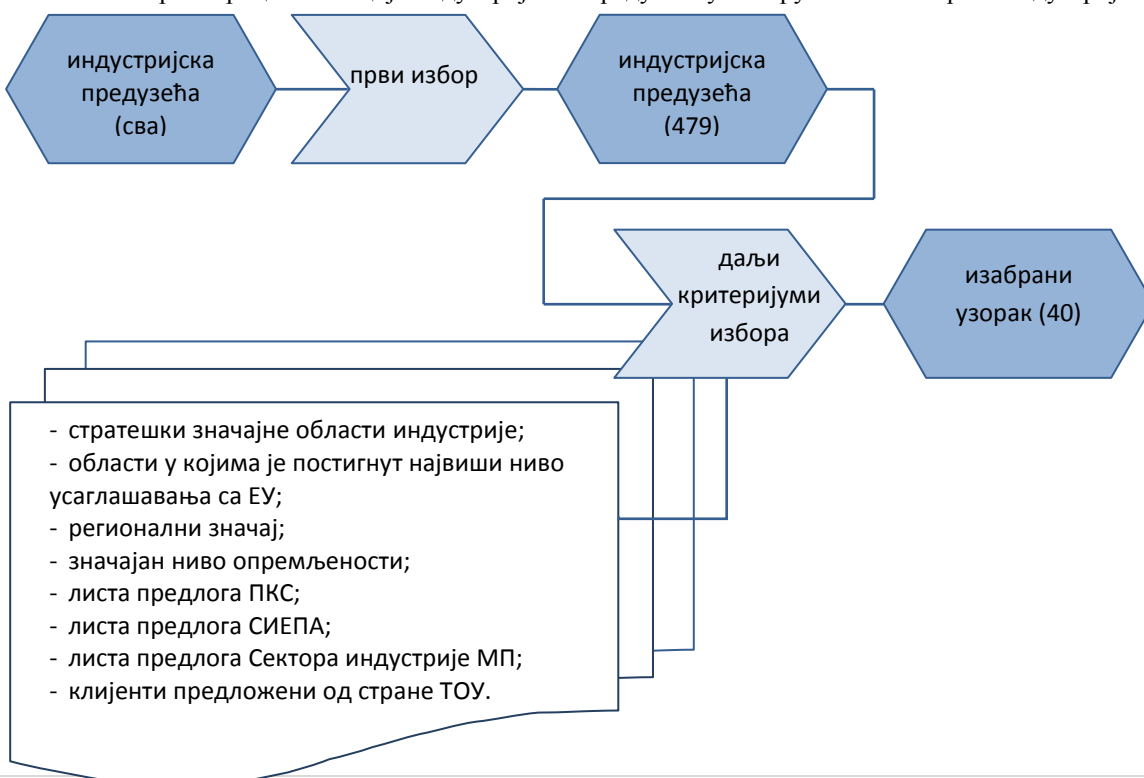 индустријска
предузећа
(сва)
први избор
индустријска
предузећа
(479)
даљи
критеријуми
избора
изабрани
узорак (40)
- стратешки значајне области индустрије;
- области у којима је постигнут највиши ниво
усаглашавања са ЕУ;
- регионални значај;
- значајан ниво опремљености;
- листа предлога ПКС;
- листа предлога СИЕПА;
- листа предлога Сектора индустрије МП;
- клијенти предложени од стране ТОУ.